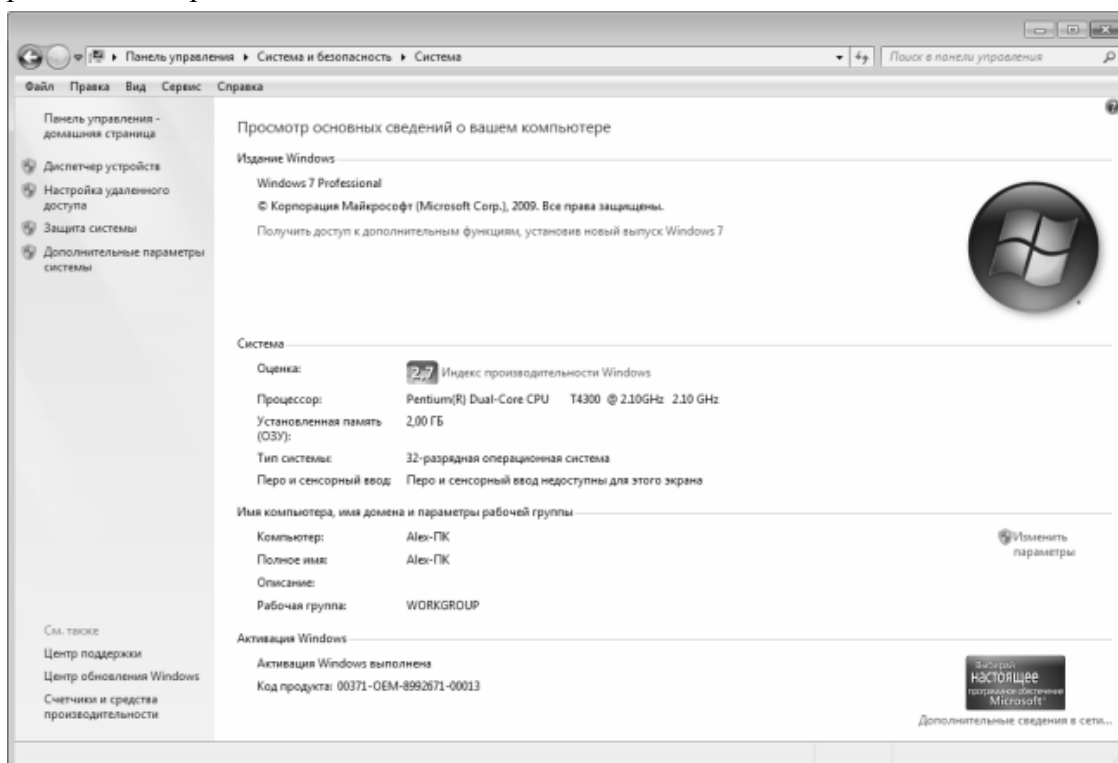 Панель управления ▸ Система и безопасность ▸ Система
Поиск в панели управления
Файл Правка Вид Сервис Справка
Панель управления -
домашняя страница
Диспетчер устройств
Настройка удаленного
доступа
Защита системы
Дополнительные параметры
системы
Просмотр основных сведений о вашем компьютере
Издание Windows
Windows 7 Professional
© Корпорация Майкрософт (Microsoft Corp.), 2009. Все права защищены.
Получить доступ к дополнительным функциям, установив новый выпуск Windows 7
Система
Оценка: 2,7 Индекс производительности Windows
Процессор: Pentium(R) Dual-Core CPU T4300 @ 2.10GHz 2.10 GHz
Установленная память 2,00 ГБ
(ОЗУ):
Тип системы: 32-разрядная операционная система
Перо и сенсорный ввод: Перо и сенсорный ввод недоступны для этого экрана
Имя компьютера, имя домена и параметры рабочей группы
Компьютер: Alex-ПК
Изменить
параметры
Полное имя: Alex-ПК
Описание:
Рабочая группа: WORKGROUP
Активация Windows
Активация Windows выполнена
Код продукта: 00371-OEM-8992671-00013
Выбирай
настоящее
программное обеспечение
Microsoft
Дополнительные сведения в сети...
См. также
Центр поддержки
Центр обновления Windows
Счетчики и средства
производительности